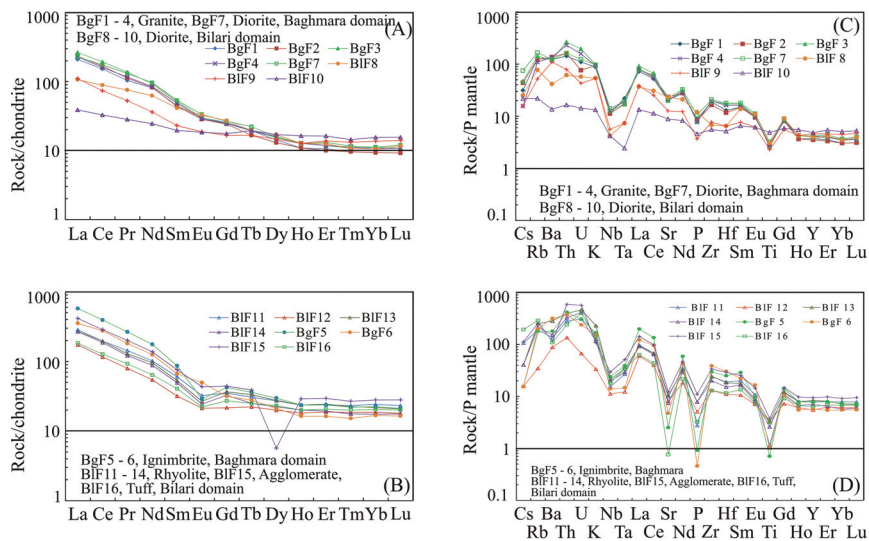 BgF1 - 4, Granite, BgF7, Diorite, Baghmara domain
BgF8 - 10, Diorite, Bilari domain
(A)
BgF1 BgF2 BgF3
BgF4 BgF7 BlF8
BlF9 BlF10
Rock/chondrite
1000
100
10
1
La Ce Pr Nd Sm Eu Gd Tb Dy Ho Er Tm Yb Lu
(C)
BgF 1 BgF 2 BgF 3
BgF 4 BgF 7 BlF 8
BlF 9 BlF 10
Rock/P mantle
1000
100
10
1
0.1
BgF1 - 4, Granite, BgF7, Diorite, Baghmara domain
BgF8 - 10, Diorite, Bilari domain
Cs Ba U Nb La Sr P Hf Eu Gd Y Yb
Rb Th K Ta Ce Nd Zr Sm Ti Ho Er Lu
BlF11 BlF12 BlF13
BlF14 BgF5 BgF6
BlF15 BlF16
Rock/chondrite
1000
100
10
1
BgF5 - 6, Ignimbrite, Baghmara domain
BlF11 - 14, Rhyolite, BlF15, Agglomerate,
BlF16, Tuff, Bilari domain
(B)
La Ce Pr Nd Sm Eu Gd Tb Dy Ho Er Tm Yb Lu
BlF 11 BlF 12 BlF 13
BlF 14 BgF 5 BgF 6
BlF 15 BlF 16
Rock/P mantle
1000
100
10
1
0.1
BgF5 - 6, Ignimbrite, Baghmara
BlF11 - 14, Rhyolite, BlF15, Agglomerate, BlF16, Tuff,
Bilari domain
(D)
Cs Ba U Nb La Sr P Hf Eu Gd Y Yb
Rb Th K Ta Ce Nd Zr Sm Ti Ho Er Lu